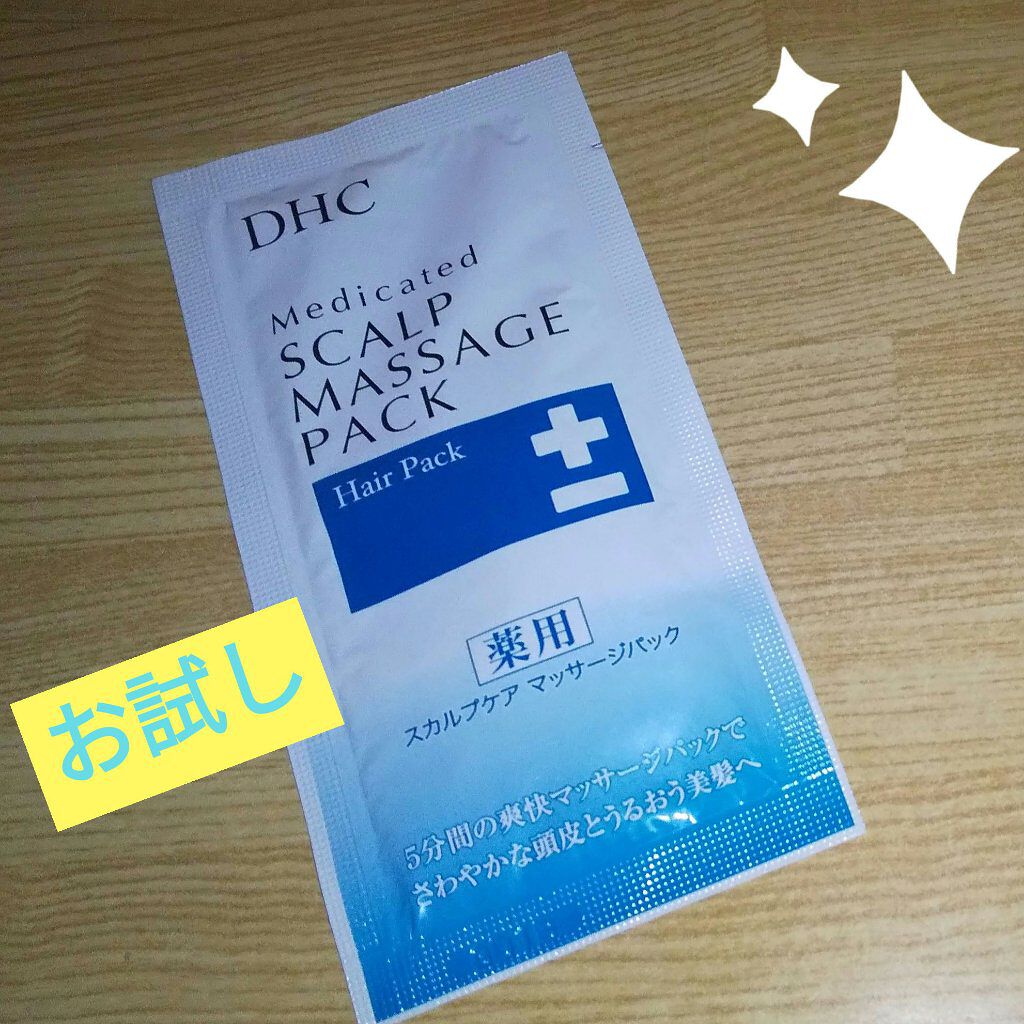 DHC
Medicated
SCALP
MASSAGE
PACK
Hair Pack
薬用
スカルプケア マッサージパック
お試し
5分間の爽快マッサージパックで
さわやかな頭皮とうるおう美髪へ